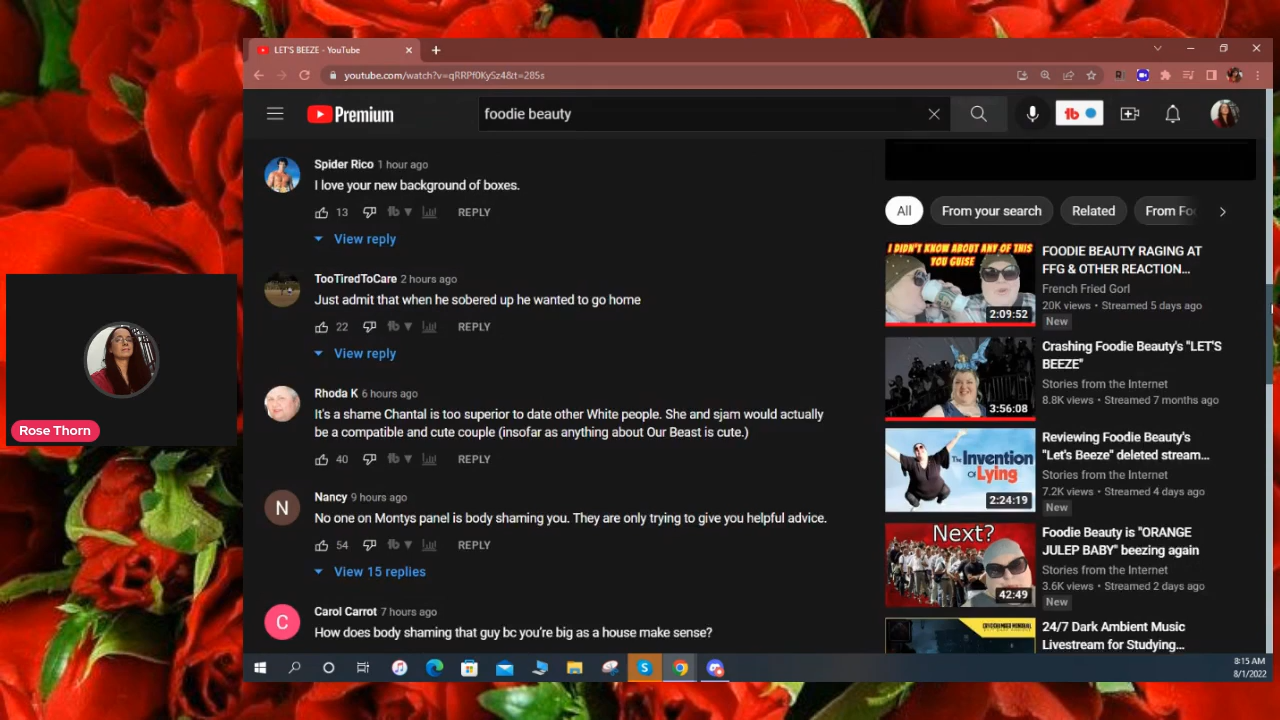 LET'S BEEZE - YouTube
youtube.com/watch?v=qRRPf0KySz4&t=285s
Premium
foodie beauty
tb
Spider Rico 1 hour ago
I love your new background of boxes.
13 tb REPLY
View reply
TooTiredToCare 2 hours ago
Just admit that when he sobered up he wanted to go home
22 tb REPLY
View reply
Rhoda K 6 hours ago
It's a shame Chantal is too superior to date other White people. She and sjam would actually
be a compatible and cute couple (insofar as anything about Our Beast is cute.)
40 tb REPLY
N
Nancy 9 hours ago
No one on Montys panel is body shaming you. They are only trying to give you helpful advice.
54 tb REPLY
View 15 replies
C
Carol Carrot 7 hours ago
How does body shaming that guy bc you're big as a house make sense?
All
From your search
Related
From Fo
I DIDN'T KNOW ABOUT ANY OF THIS
YOU GUISE
2:09:52
FOODIE BEAUTY RAGING AT
FFG & OTHER REACTION...
French Fried Gorl
20K views • Streamed 5 days ago
New
3:56:08
Crashing Foodie Beauty's "LET'S
BEEZE"
Stories from the Internet
8.8K views • Streamed 7 months ago
The Invention
Of Lying
2:24:19
Reviewing Foodie Beauty's
"Let's Beeze" deleted stream...
Stories from the Internet
7.2K views • Streamed 4 days ago
New
Next?
42:49
Foodie Beauty is "ORANGE
JULEP BABY" beezing again
Stories from the Internet
3.6K views • Streamed 2 days ago
New
24/7 Dark Ambient Music
Livestream for Studying...
Rose Thorn
S
8:15 AM
8/1/2022